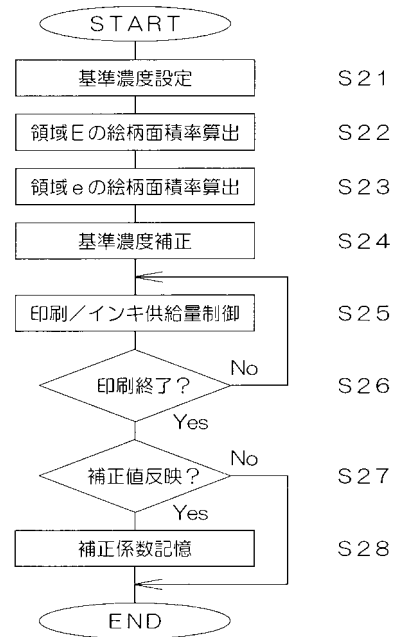 START
基準濃度設定 S21
領域Eの絵柄面積率算出 S22
領域eの絵柄面積率算出 S23
基準濃度補正 S24
印刷／インキ供給量制御 S25
No
印刷終了？ S26
Yes
No
補正値反映？ S27
Yes
補正係数記憶 S28
END